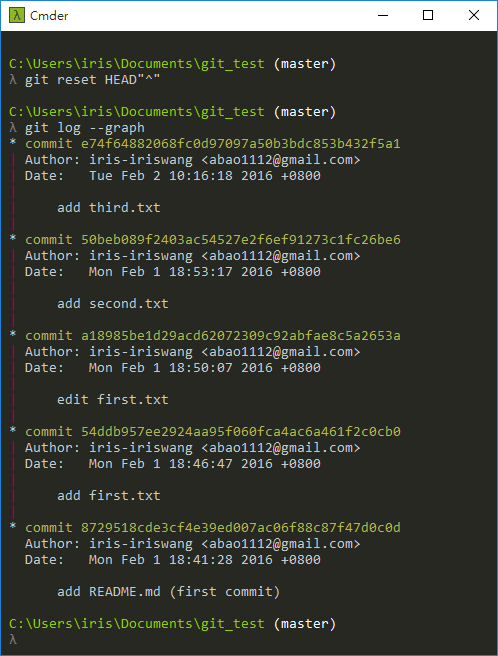 λ Cmder
C:\Users\iris\Documents\git_test (master)
λ git reset HEAD"^"
C:\Users\iris\Documents\git_test (master)
λ git log --graph
* commit e74f64882068fc0d97097a50b3bdc853b432f5a1
| Author: iris-iriswang <abao1112@gmail.com>
| Date:   Tue Feb 2 10:16:18 2016 +0800
|
|     add third.txt
|
* commit 50beb089f2403ac54527e2f6ef91273c1fc26be6
| Author: iris-iriswang <abao1112@gmail.com>
| Date:   Mon Feb 1 18:53:17 2016 +0800
|
|     add second.txt
|
* commit a18985be1d29acd62072309c92abfae8c5a2653a
| Author: iris-iriswang <abao1112@gmail.com>
| Date:   Mon Feb 1 18:50:07 2016 +0800
|
|     edit first.txt
|
* commit 54ddb957ee2924aa95f060fca4ac6a461f2c0cb0
| Author: iris-iriswang <abao1112@gmail.com>
| Date:   Mon Feb 1 18:46:47 2016 +0800
|
|     add first.txt
|
* commit 8729518cde3cf4e39ed007ac06f88c87f47d0c0d
  Author: iris-iriswang <abao1112@gmail.com>
  Date:   Mon Feb 1 18:41:28 2016 +0800
      add README.md (first commit)
C:\Users\iris\Documents\git_test (master)
λ